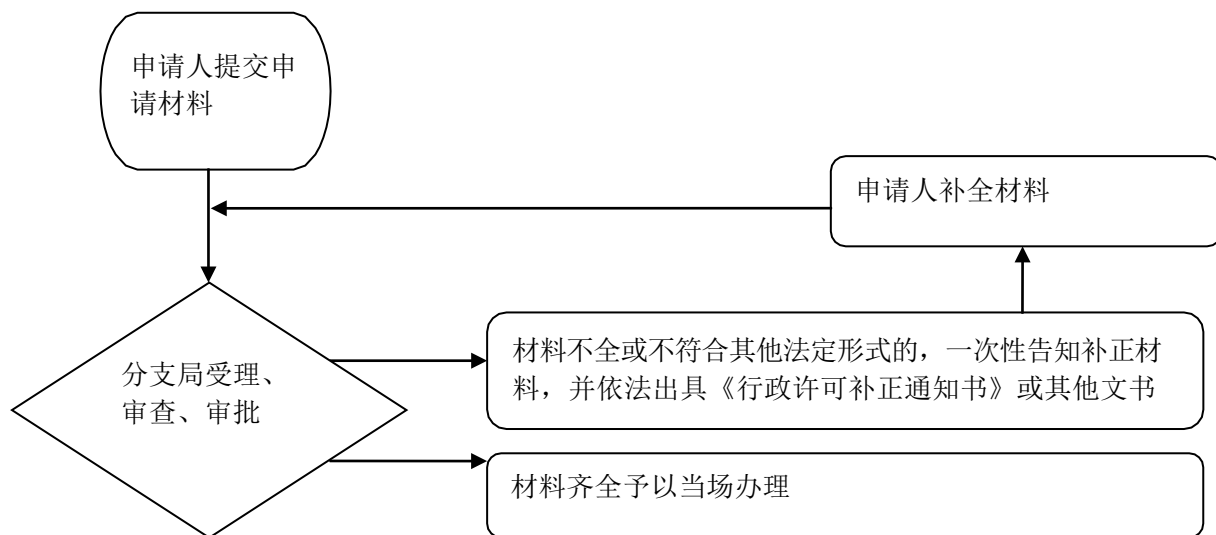 申请人提交申
请材料
申请人补全材料
分支局受理、
审查、审批
材料不全或不符合其他法定形式的，一次性告知补正材
料，并依法出具《行政许可补正通知书》或其他文书
材料齐全予以当场办理